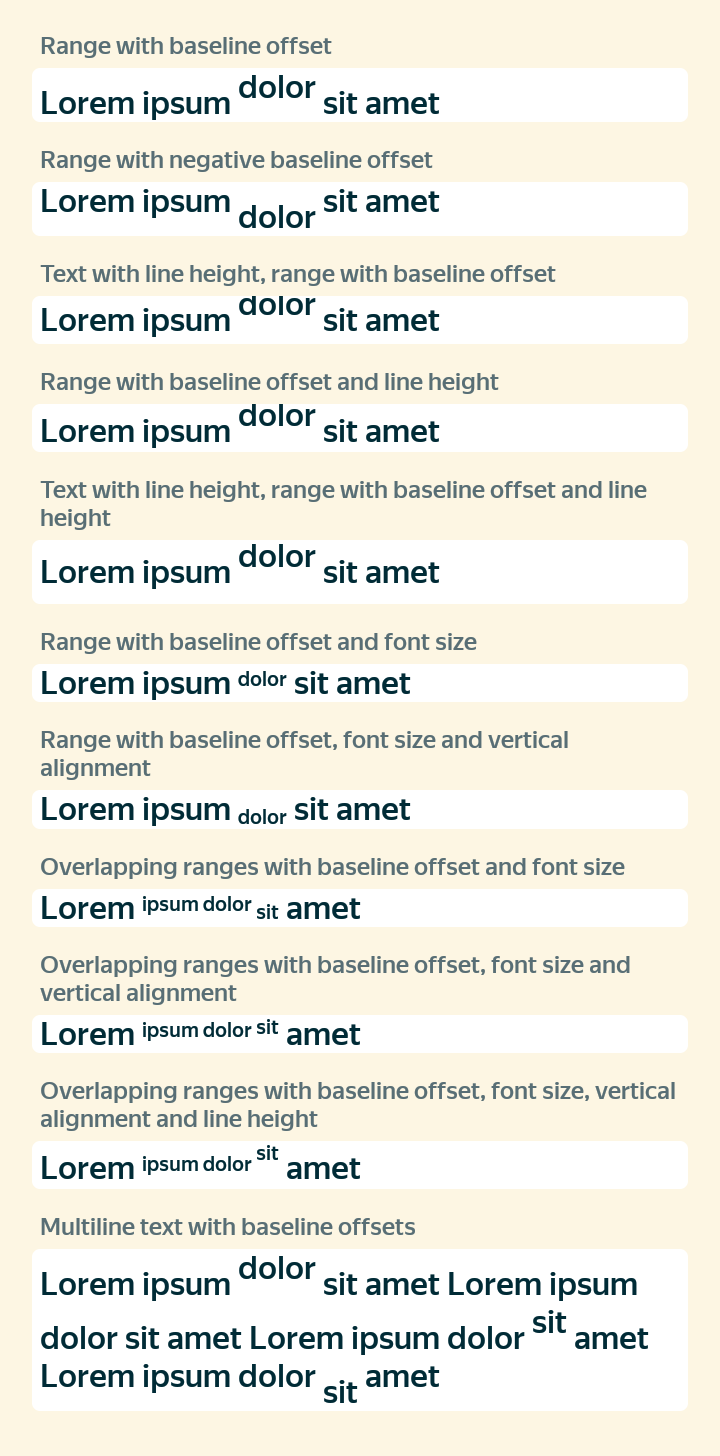 Range with baseline offset
Lorem ipsum dolor sit amet
Range with negative baseline offset
Lorem ipsum dolor sit amet
Text with line height, range with baseline offset
Lorem ipsum dolor sit amet
Range with baseline offset and line height
Lorem ipsum dolor sit amet
Text with line height, range with baseline offset and line
height
Lorem ipsum dolor sit amet
Range with baseline offset and font size
Lorem ipsum dolor sit amet
Range with baseline offset, font size and vertical
alignment
Lorem ipsum dolor sit amet
Overlapping ranges with baseline offset and font size
Lorem ipsum dolor sit amet
Overlapping ranges with baseline offset, font size and
vertical alignment
Lorem ipsum dolor sit amet
Overlapping ranges with baseline offset, font size, vertical
alignment and line height
Lorem ipsum dolor sit amet
Multiline text with baseline offsets
Lorem ipsum dolor sit amet Lorem ipsum
dolor sit amet Lorem ipsum dolor sit amet
Lorem ipsum dolor sit amet